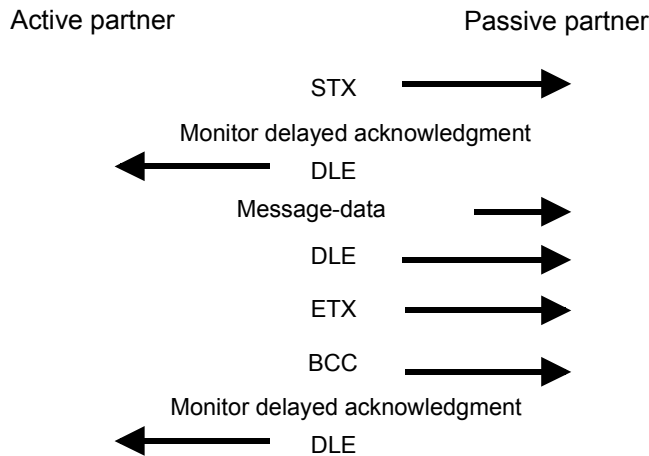 Active partner Passive partner
STX
Monitor delayed acknowledgment
DLE
Message-data
DLE
ETX
BCC
Monitor delayed acknowledgment
DLE